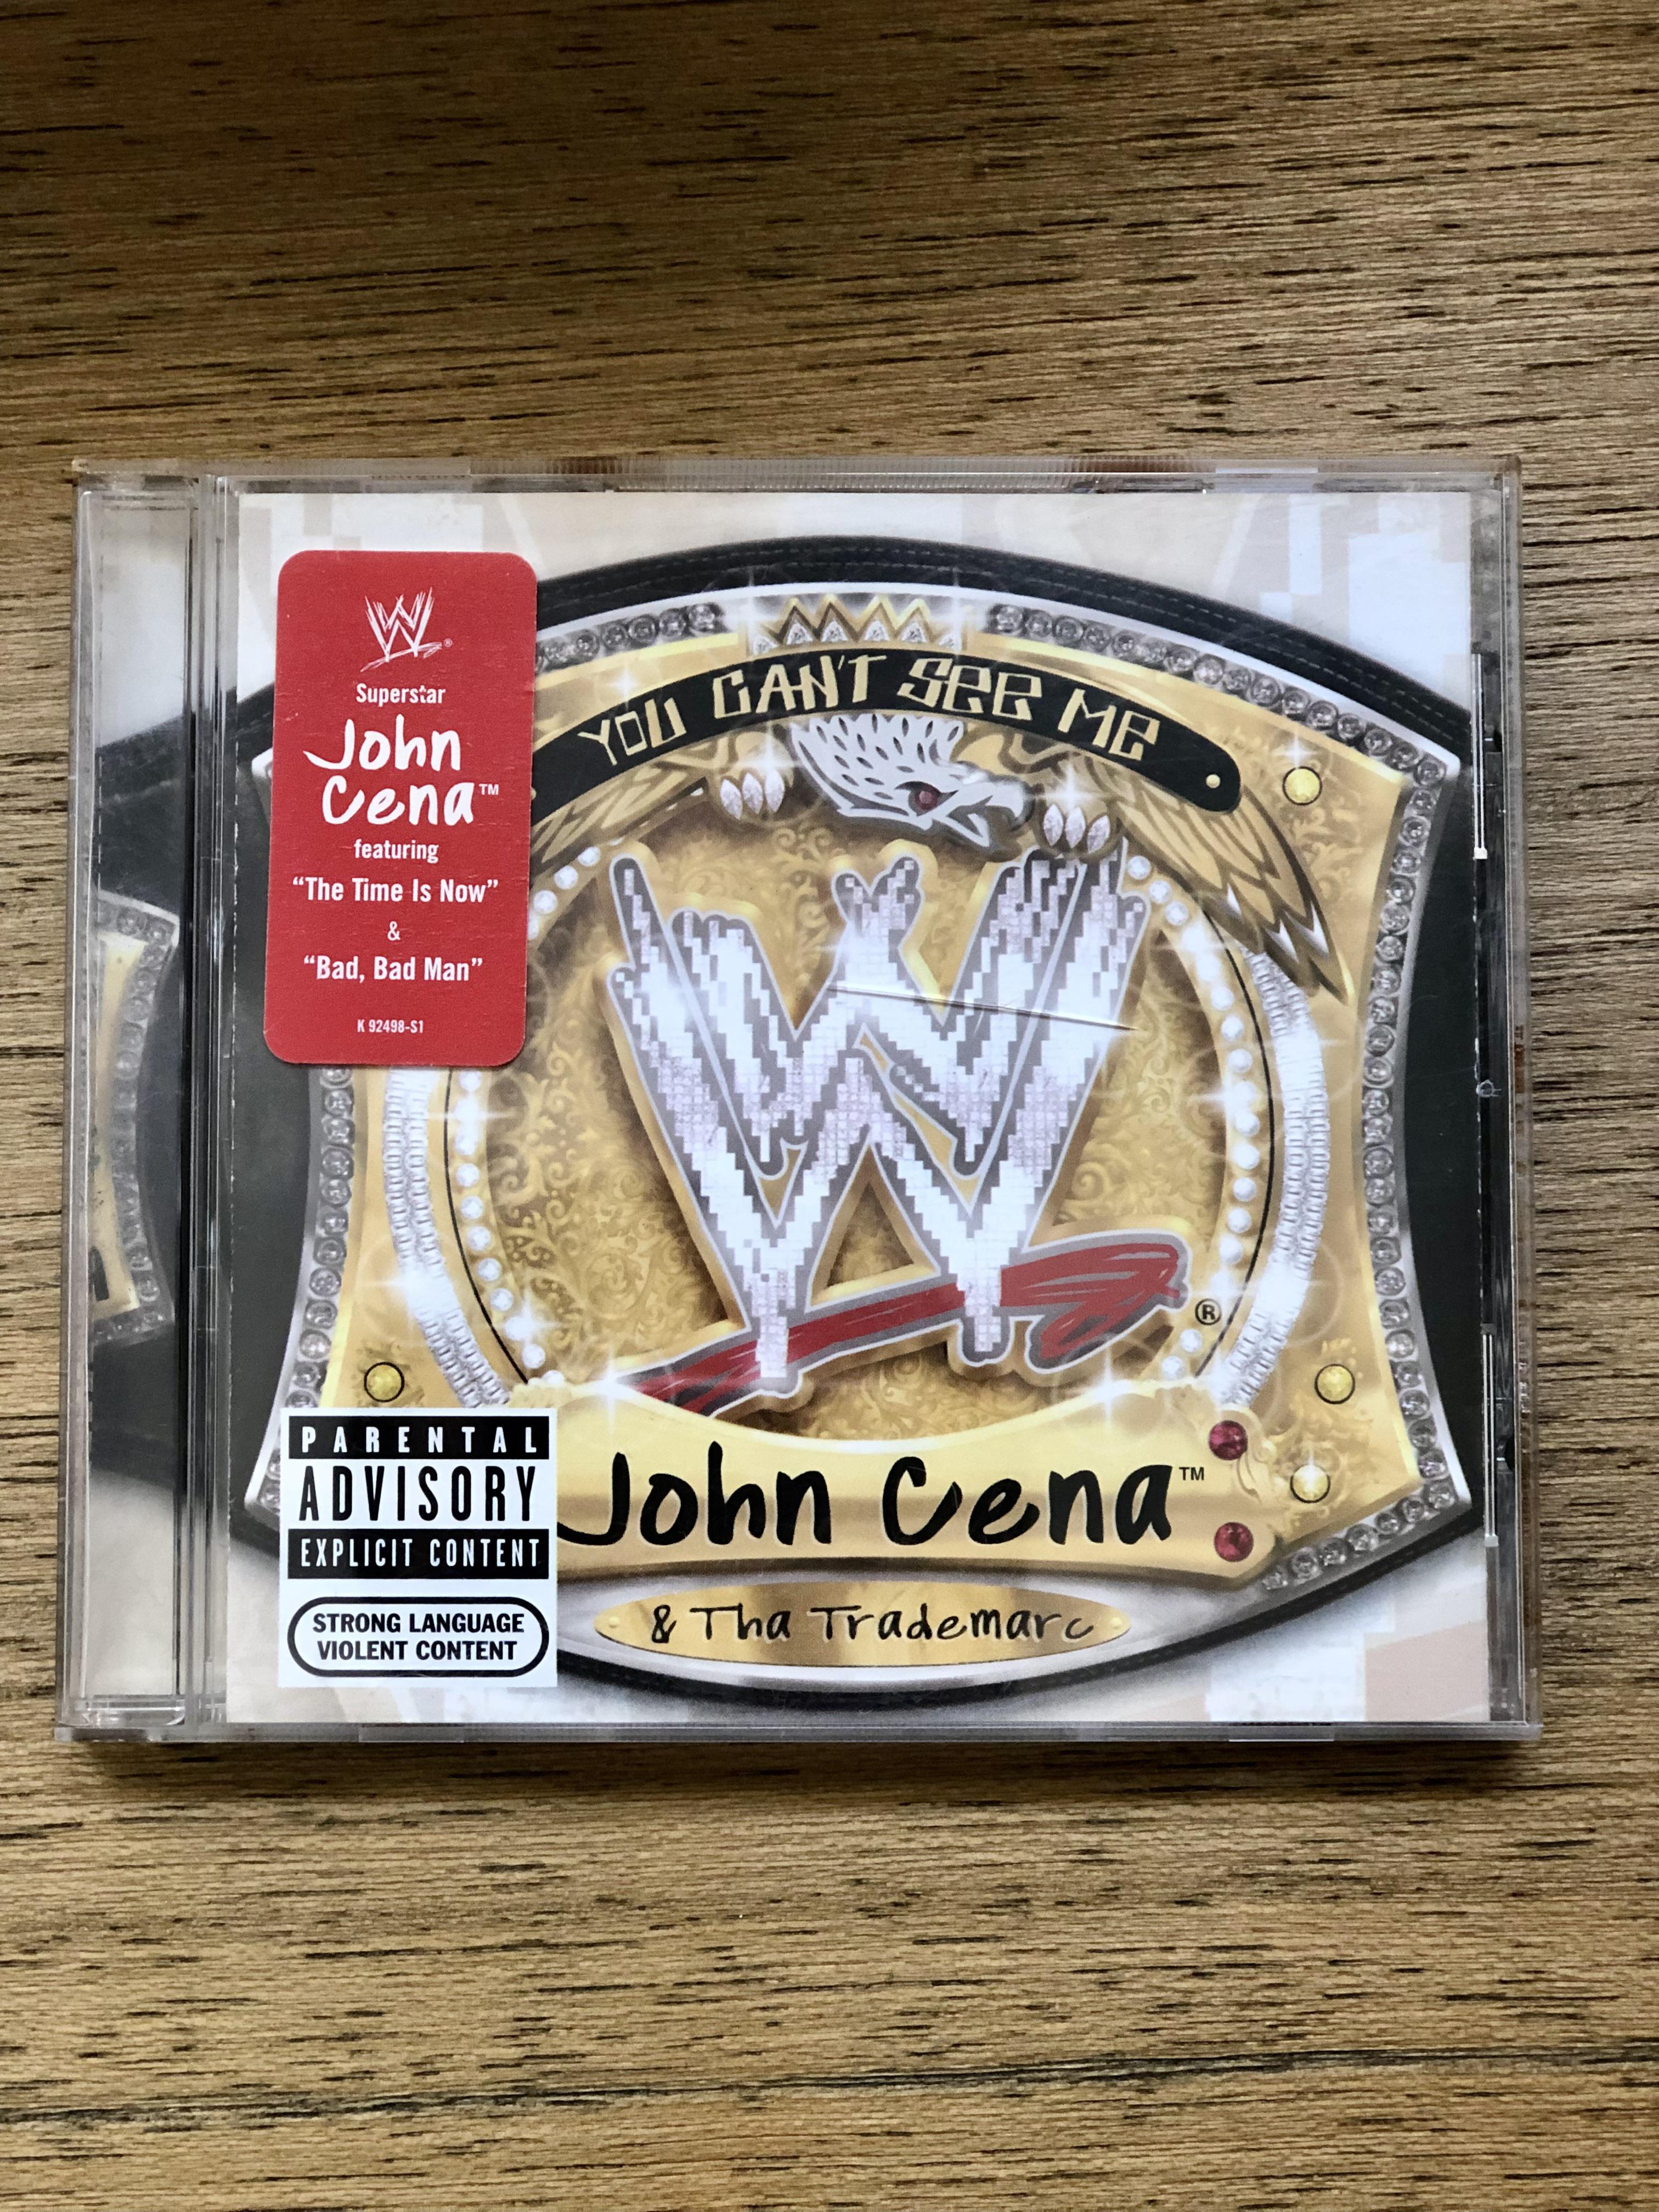 W®
Superstar
John
Cena™
featuring
“The Time Is Now”
&
“Bad, Bad Man”
K 92498-S1
YOU CAN'T SEE ME
W
®
John Cena™
& Tha Trademarc
PARENTAL
ADVISORY
EXPLICIT CONTENT
STRONG LANGUAGE
VIOLENT CONTENT